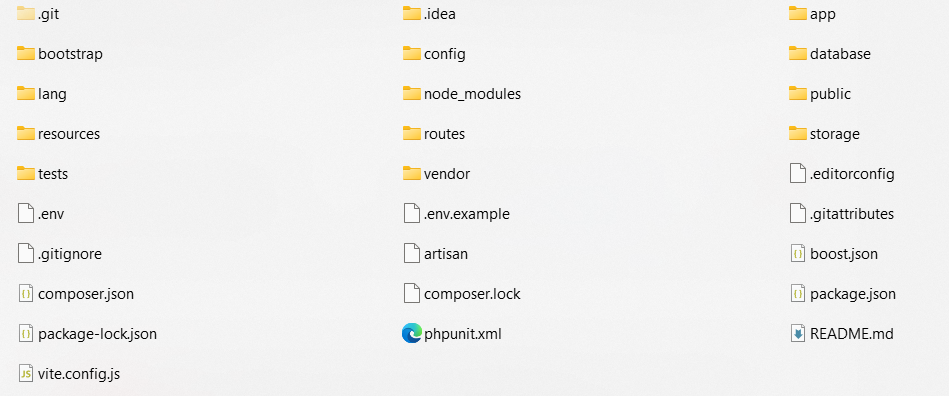 .git
.idea
app
bootstrap
config
database
lang
node_modules
public
resources
routes
storage
tests
vendor
.editorconfig
.env
.env.example
.gitattributes
.gitignore
artisan
boost.json
composer.json
composer.lock
package.json
package-lock.json
phpunit.xml
README.md
vite.config.js